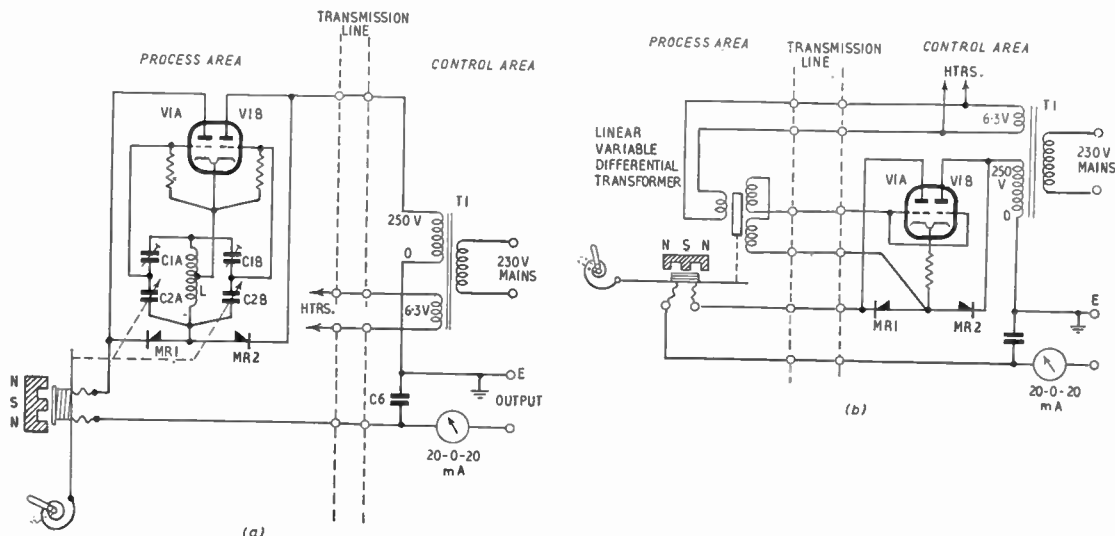 TRANSMISSION
LINE
PROCESS AREA
CONTROL AREA
V1A
V1B
C1A
C1B
L
C2A
C2B
MR1
MR2
250 V
0
T1
230 V
MAINS
HTRS.
6·3V
E
OUTPUT
C6
20-0-20
mA
N
S
N
(a)
PROCESS AREA
TRANSMISSION
LINE
CONTROL AREA
HTRS.
T1
6·3V
LINEAR
VARIABLE
DIFFERENTIAL
TRANSFORMER
V1A
V1B
250
V
0
230 V
MAINS
N S N
MR1
MR2
E
20-0-20
mA
(b)